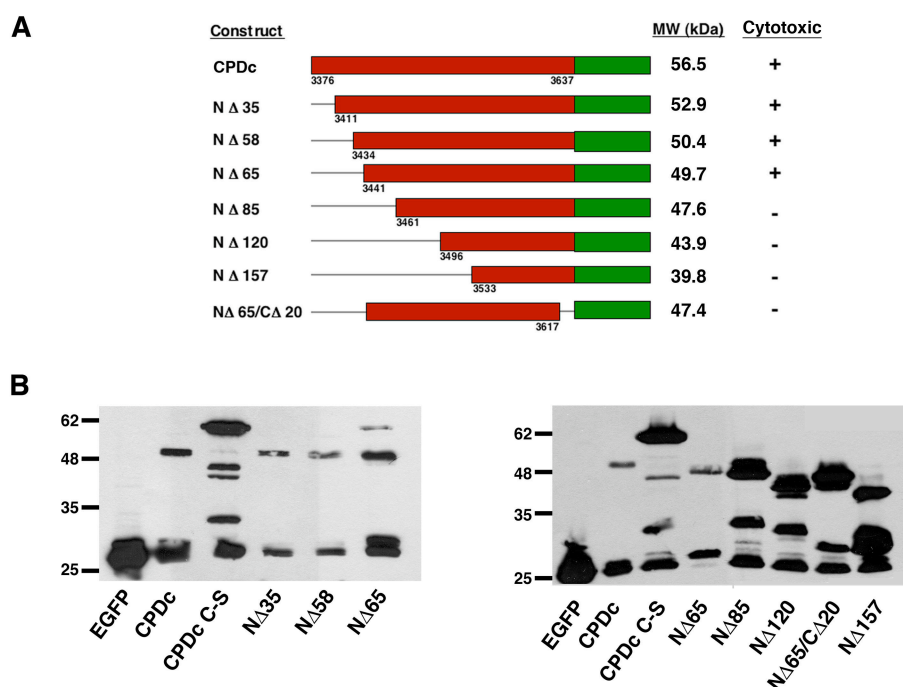 A
Construct MW (kDa) Cytotoxic
CPDc 56.5 +
3376 3637
N Δ 35 52.9 +
3411
N Δ 58 50.4 +
3434
N Δ 65 49.7 +
3441
N Δ 85 47.6 -
3461
N Δ 120 43.9 -
3496
N Δ 157 39.8 -
3533
NΔ 65/CΔ 20 47.4 -
3617
B
62
48
35
25
EGFP
CPDc
CPDc C-S
NΔ35
NΔ58
NΔ65
62
48
35
25
EGFP
CPDc
CPDc C-S
NΔ65
NΔ85
NΔ120
NΔ65/CΔ20
NΔ157